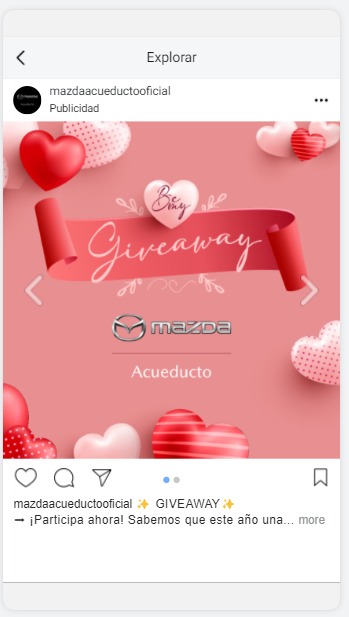 Explorar
mazdaacueductooficial
Publicidad
Be
my
Giveaway
mazda
Acueducto
mazdaacueductooficial ✨ GIVEAWAY✨
➞ ¡Participa ahora! Sabemos que este año una... more